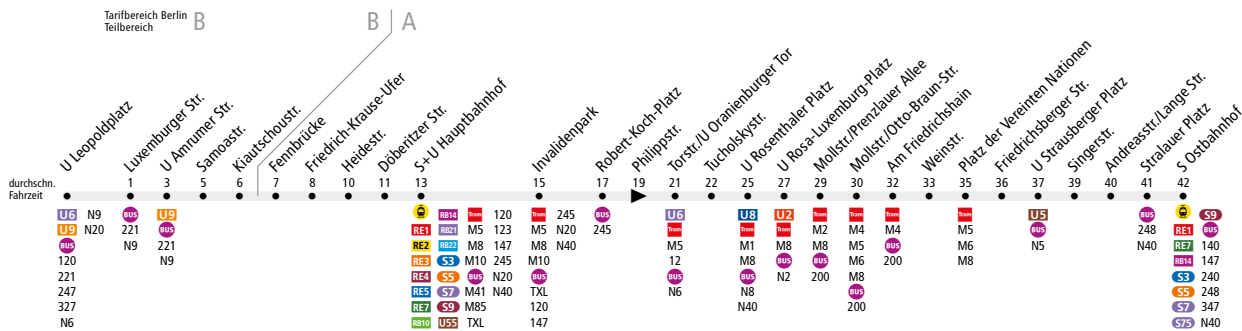 Tarifbereich Berlin
Teilbereich
B
B
A
U Leopoldplatz
Luxemburger Str.
U Amrumer Str.
Samoastr.
Kiautschoustr.
Fennbrücke
Friedrich-Krause-Ufer
Heidestr.
Döberitzer Str.
S+U Hauptbahnhof
Invalidenpark
Robert-Koch-Platz
Philippstr.
Torstr./U Oranienburger Tor
Tucholskystr.
U Rosenthaler Platz
U Rosa-Luxemburg-Platz
Mollstr./Prenzlauer Allee
Mollstr./Otto-Braun-Str.
Am Friedrichshain
Weinstr.
Platz der Vereinten Nationen
Friedrichsberger Str.
U Strausberger Platz
Singerstr.
Andreasstr./Lange Str.
Stralauer Platz
S Ostbahnhof
durchschn.
Fahrzeit
1 3 5 6 7 8 10 11 13 15 17 19 21 22 25 27 29 30 32 33 35 36 37 39 40 41 42
U6 N9
U9 N20
BUS
120
221
247
327
N6
BUS
221
N9
U9
BUS
221
N9
RE1
RE2
RE3
RE4
RE5
RE7
RB10
RB14
RB21
RB22
S3
S5
S7
S9
U55
Tram
M5
M8
M10
BUS
M41
M85
TXL
120
123
147
245
N20
N40
Tram
M5
M8
M10
BUS
TXL
120
147
245
N20
N40
BUS
245
U6
Tram
M5
12
BUS
N6
U8
Tram
M1
M8
BUS
N8
N40
U2
Tram
M8
BUS
N2
Tram
M2
M8
BUS
200
Tram
M4
M5
M6
M8
BUS
200
Tram
M4
BUS
200
Tram
M5
M6
M8
U5
BUS
N5
BUS
248
N40
RE1
RE7
RB14
S3
S5
S7
S75
S9
BUS
140
147
240
248
347
N40